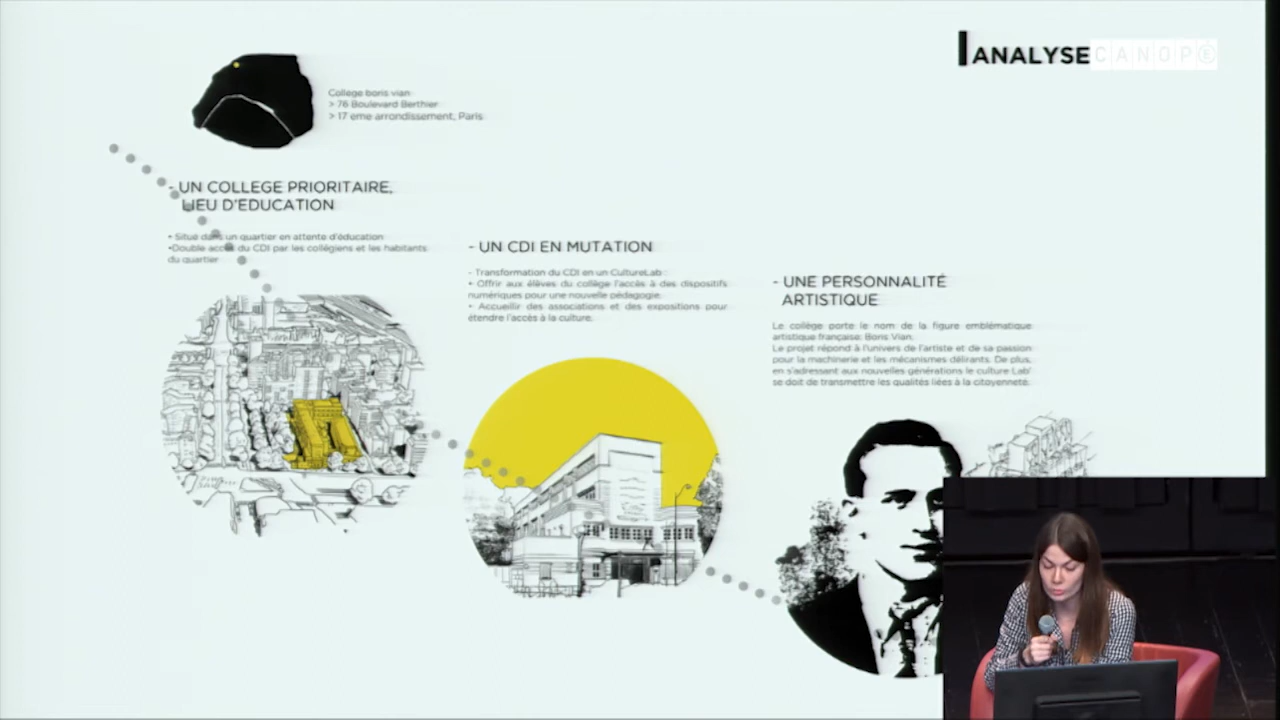 ANALYSE
CANOPÉ
College boris vian
> 76 Boulevard Berthier
> 17 eme arrondissement, Paris
- UN COLLEGE PRIORITAIRE,
LIEU D'EDUCATION
• Situé dans un quartier en attente d'éducation
•Double accés du CDI par les collégiens et les habitants
du quartier
- UN CDI EN MUTATION
- Transformation du CDI en un CultureLab :
• Offrir aux élèves du collège l'accès à des dispositifs
numériques pour une nouvelle pédagogie.
• Accueillir des associations et des expositions pour
étendre l'accès à la culture.
- UNE PERSONNALITÉ
ARTISTIQUE
Le collège porte le nom de la figure emblématique
artistique française: Boris Vian.
Le projet répond à l'univers de l'artiste et de sa passion
pour la machinerie et les mécanismes délirants. De plus,
en s'adressant aux nouvelles générations le culture Lab'
se doit de transmettre les qualités liées à la citoyenneté.